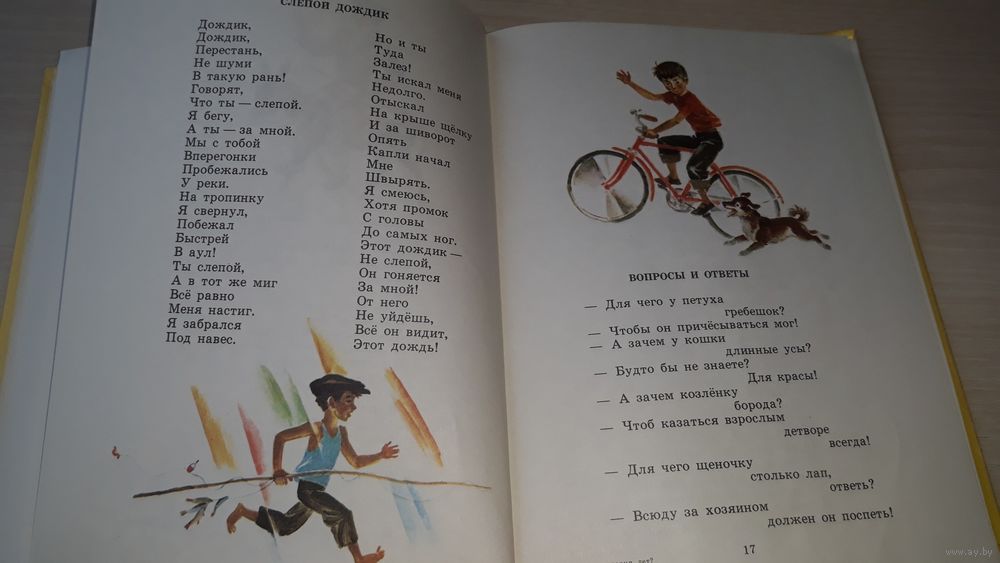 СЛЕПОЙ ДОЖДИК
Дождик,
Дождик,
Перестань,
Не шуми
В такую рань!
Говорят,
Что ты — слепой.
Я бегу,
А ты — за мной.
Мы с тобой
Вперегонки
Пробежались
У реки.
На тропинку
Я свернул,
Побежал
Быстрей
В аул!
Ты слепой,
А в тот же миг
Всё равно
Меня настиг.
Я забрался
Под навес.
Но и ты
Туда
Залез!
Ты искал меня
Недолго.
Отыскал
На крыше щёлку
И за шиворот
Опять
Капли начал
Мне
Швырять.
Я смеюсь,
Хотя промок
С головы
До самых ног.
Этот дождик —
Не слепой,
Он гоняется
За мной!
От него
Не уйдёшь,
Всё он видит,
Этот дождь!
ВОПРОСЫ И ОТВЕТЫ
— Для чего у петуха
гребешок?
— Чтобы он причёсываться мог!
— А зачем у кошки
длинные усы?
— Будто бы не знаете?
Для красы!
— А зачем козлёнку
борода?
— Чтоб казаться взрослым
детворе
всегда!
— Для чего щеночку
столько лап,
ответь?
— Всюду за хозяином
должен он поспеть!
17
лет?
www.ay.by